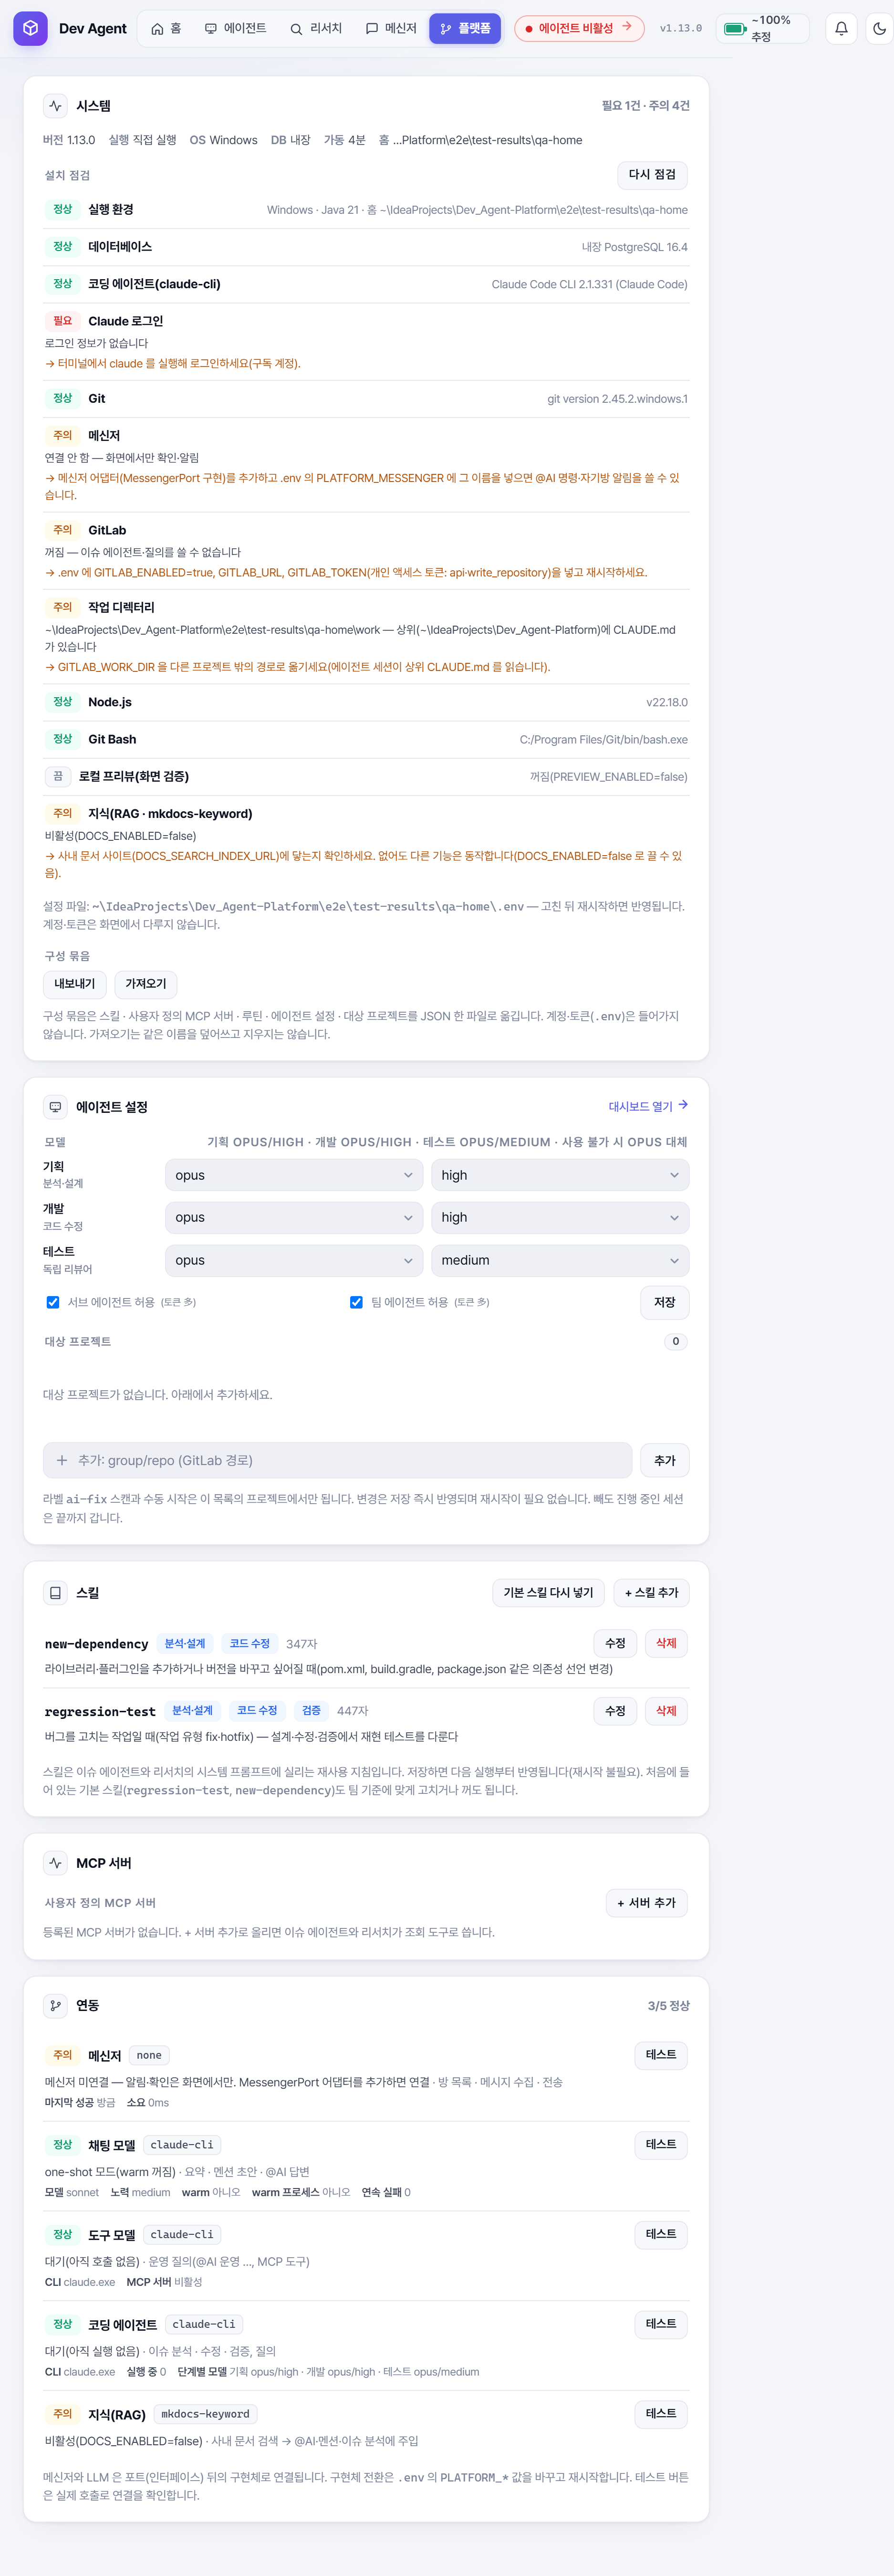 Dev Agent
홈
에이전트
리서치
메신저
플랫폼
에이전트 비활성 →
v1.13.0
~100%
추정
시스템
필요 1건 · 주의 4건
버전 1.13.0 실행 직접 실행 OS Windows DB 내장 가동 4분 홈 …Platform\e2e\test-results\qa-home
설치 점검
다시 점검
정상 실행 환경 Windows · Java 21 · 홈 ~\IdeaProjects\Dev_Agent-Platform\e2e\test-results\qa-home
정상 데이터베이스 내장 PostgreSQL 16.4
정상 코딩 에이전트(claude-cli) Claude Code CLI 2.1.331 (Claude Code)
필요 Claude 로그인
로그인 정보가 없습니다
→ 터미널에서 claude 를 실행해 로그인하세요(구독 계정).
정상 Git git version 2.45.2.windows.1
주의 메신저
연결 안 함 — 화면에서만 확인·알림
→ 메신저 어댑터(MessengerPort 구현)를 추가하고 .env 의 PLATFORM_MESSENGER 에 그 이름을 넣으면 @AI 명령·자기방 알림을 쓸 수 있
습니다.
주의 GitLab
꺼짐 — 이슈 에이전트·질의를 쓸 수 없습니다
→ .env 에 GITLAB_ENABLED=true, GITLAB_URL, GITLAB_TOKEN(개인 액세스 토큰: api·write_repository)을 넣고 재시작하세요.
주의 작업 디렉터리
~\IdeaProjects\Dev_Agent-Platform\e2e\test-results\qa-home\work — 상위(~\IdeaProjects\Dev_Agent-Platform)에 CLAUDE.md
가 있습니다
→ GITLAB_WORK_DIR 을 다른 프로젝트 밖의 경로로 옮기세요(에이전트 세션이 상위 CLAUDE.md 를 읽습니다).
정상 Node.js v22.18.0
정상 Git Bash C:/Program Files/Git/bin/bash.exe
끔 로컬 프리뷰(화면 검증) 꺼짐(PREVIEW_ENABLED=false)
주의 지식(RAG · mkdocs-keyword)
비활성(DOCS_ENABLED=false)
→ 사내 문서 사이트(DOCS_SEARCH_INDEX_URL)에 닿는지 확인하세요. 없어도 다른 기능은 동작합니다(DOCS_ENABLED=false 로 끌 수 있
음).
설정 파일: ~\IdeaProjects\Dev_Agent-Platform\e2e\test-results\qa-home\.env — 고친 뒤 재시작하면 반영됩니다.
계정·토큰은 화면에서 다루지 않습니다.
구성 묶음
내보내기 가져오기
구성 묶음은 스킬 · 사용자 정의 MCP 서버 · 루틴 · 에이전트 설정 · 대상 프로젝트를 JSON 한 파일로 옮깁니다. 계정·토큰(.env)은 들어가지
않습니다. 가져오기는 같은 이름을 덮어쓰고 지우지는 않습니다.
에이전트 설정
대시보드 열기 →
모델 기획 OPUS/HIGH · 개발 OPUS/HIGH · 테스트 OPUS/MEDIUM · 사용 불가 시 OPUS 대체
기획
분석·설계
opus
high
개발
코드 수정
opus
high
테스트
독립 리뷰어
opus
medium
서브 에이전트 허용 (토큰 多) 팀 에이전트 허용 (토큰 多) 저장
대상 프로젝트 0
대상 프로젝트가 없습니다. 아래에서 추가하세요.
+ 추가: group/repo (GitLab 경로) 추가
라벨 ai-fix 스캔과 수동 시작은 이 목록의 프로젝트에서만 됩니다. 변경은 저장 즉시 반영되며 재시작이 필요 없습니다. 빼도 진행 중인 세션
은 끝까지 갑니다.
스킬
기본 스킬 다시 넣기 + 스킬 추가
new-dependency 분석·설계 코드 수정 347자 수정 삭제
라이브러리·플러그인을 추가하거나 버전을 바꾸고 싶어질 때(pom.xml, build.gradle, package.json 같은 의존성 선언 변경)
regression-test 분석·설계 코드 수정 검증 447자 수정 삭제
버그를 고치는 작업일 때(작업 유형 fix·hotfix) — 설계·수정·검증에서 재현 테스트를 다룬다
스킬은 이슈 에이전트와 리서치의 시스템 프롬프트에 실리는 재사용 지침입니다. 저장하면 다음 실행부터 반영됩니다(재시작 불필요). 처음에 들
어 있는 기본 스킬(regression-test, new-dependency)도 팀 기준에 맞게 고치거나 꺼도 됩니다.
MCP 서버
사용자 정의 MCP 서버 + 서버 추가
등록된 MCP 서버가 없습니다. + 서버 추가로 올리면 이슈 에이전트와 리서치가 조회 도구로 씁니다.
연동
3/5 정상
주의 메신저 none 테스트
메신저 미연결 — 알림·확인은 화면에서만. MessengerPort 어댑터를 추가하면 연결 · 방 목록 · 메시지 수집 · 전송
마지막 성공 방금 소요 0ms
정상 채팅 모델 claude-cli 테스트
one-shot 모드(warm 꺼짐) · 요약 · 멘션 초안 · @AI 답변
모델 sonnet 노력 medium warm 아니오 warm 프로세스 아니오 연속 실패 0
정상 도구 모델 claude-cli 테스트
대기(아직 호출 없음) · 운영 질의(@AI 운영 …, MCP 도구)
CLI claude.exe MCP 서버 비활성
정상 코딩 에이전트 claude-cli 테스트
대기(아직 실행 없음) · 이슈 분석 · 수정 · 검증, 질의
CLI claude.exe 실행 중 0 단계별 모델 기획 opus/high · 개발 opus/high · 테스트 opus/medium
주의 지식(RAG) mkdocs-keyword 테스트
비활성(DOCS_ENABLED=false) · 사내 문서 검색 → @AI·멘션·이슈 분석에 주입
메신저와 LLM 은 포트(인터페이스) 뒤의 구현체로 연결됩니다. 구현체 전환은 .env 의 PLATFORM_* 값을 바꾸고 재시작합니다. 테스트 버튼
은 실제 호출로 연결을 확인합니다.